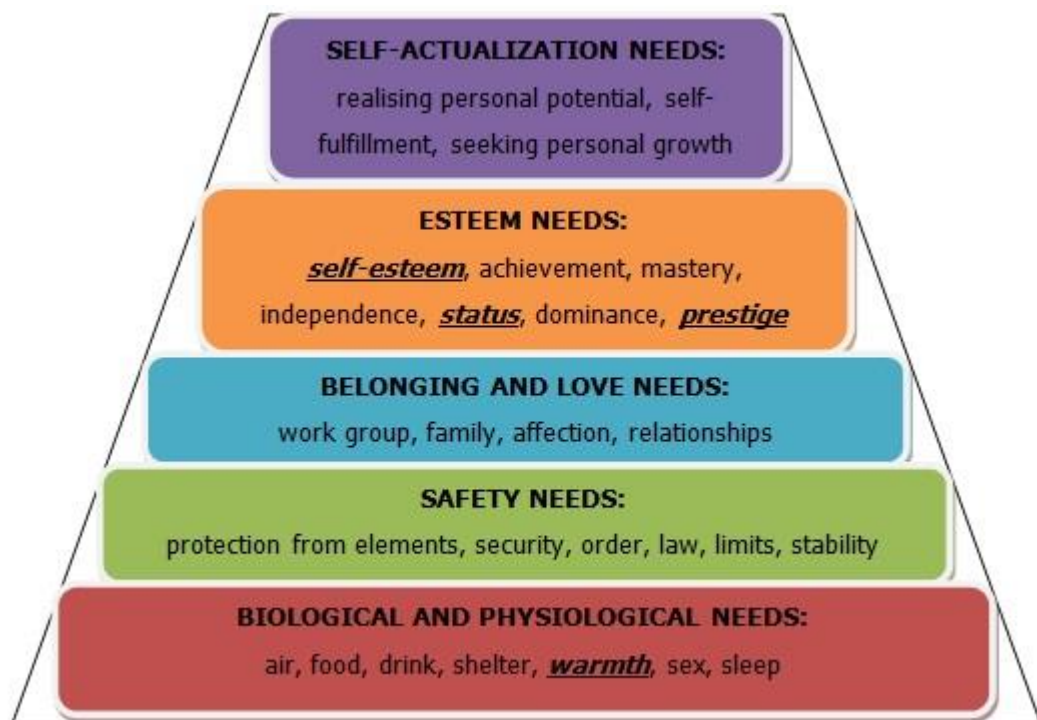 SELF-ACTUALIZATION NEEDS:
realising personal potential, self-
fulfillment, seeking personal growth
ESTEEM NEEDS:
self-esteem, achievement, mastery,
independence, status, dominance, prestige
BELONGING AND LOVE NEEDS:
work group, family, affection, relationships
SAFETY NEEDS:
protection from elements, security, order, law, limits, stability
BIOLOGICAL AND PHYSIOLOGICAL NEEDS:
air, food, drink, shelter, warmth, sex, sleep